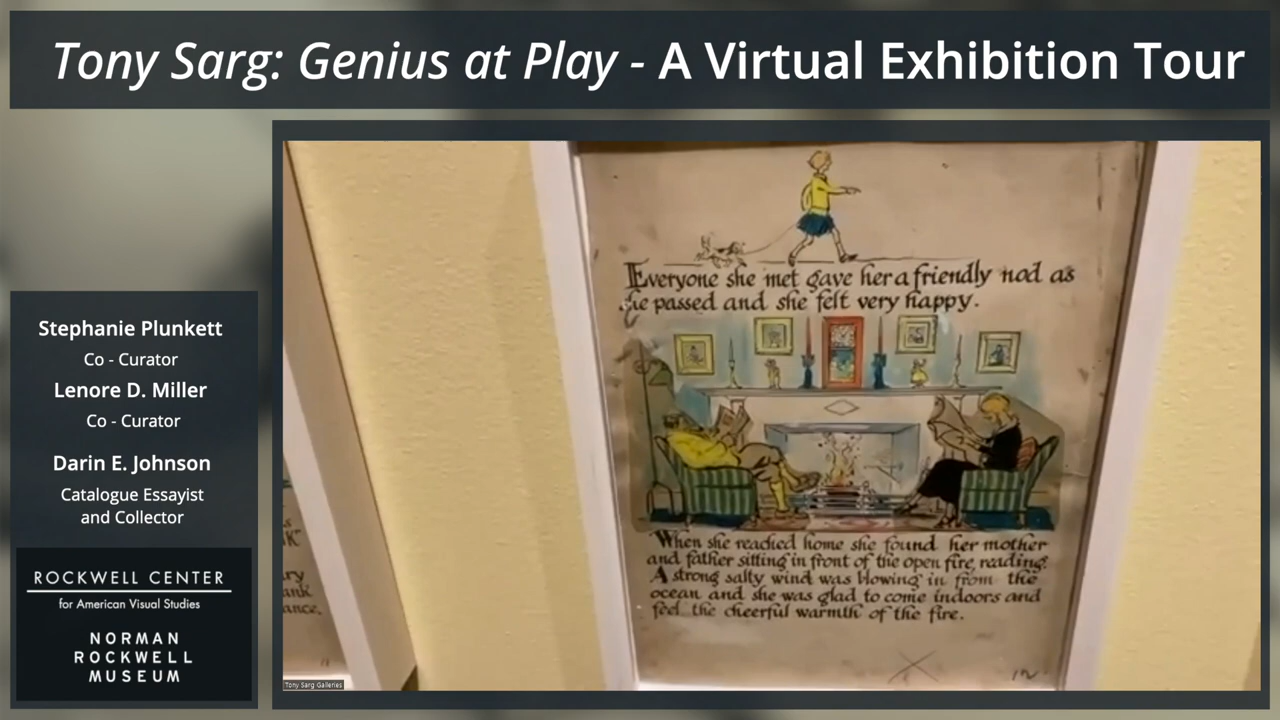 Tony Sarg: Genius at Play - A Virtual Exhibition Tour
Stephanie Plunkett
Co - Curator
Lenore D. Miller
Co - Curator
Darin E. Johnson
Catalogue Essayist
and Collector
ROCKWELL CENTER
for American Visual Studies
NORMAN
ROCKWELL
MUSEUM
Everyone she met gave her a friendly nod as
she passed and she felt very happy.
When she reached home she found her mother
and father sitting in front of the open fire, reading.
A strong salty wind was blowing in from the
ocean and she was glad to come indoors and
feel the cheerful warmth of the fire.
12
11
Tony Sarg Galleries